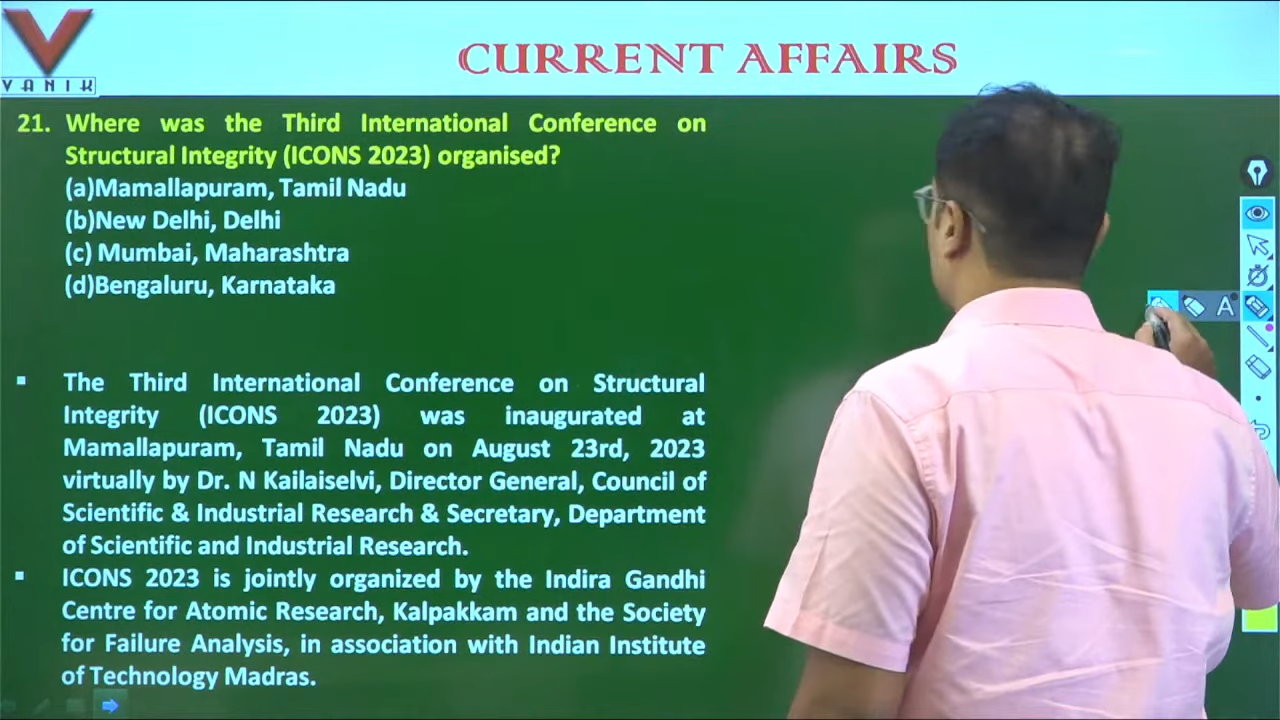 VANIK
CURRENT AFFAIRS
21. Where was the Third International Conference on
Structural Integrity (ICONS 2023) organised?
(a)Mamallapuram, Tamil Nadu
(b)New Delhi, Delhi
(c) Mumbai, Maharashtra
(d)Bengaluru, Karnataka
▪ The Third International Conference on Structural
Integrity (ICONS 2023) was inaugurated at
Mamallapuram, Tamil Nadu on August 23rd, 2023
virtually by Dr. N Kailaiselvi, Director General, Council of
Scientific & Industrial Research & Secretary, Department
of Scientific and Industrial Research.
▪ ICONS 2023 is jointly organized by the Indira Gandhi
Centre for Atomic Research, Kalpakkam and the Society
for Failure Analysis, in association with Indian Institute
of Technology Madras.
A